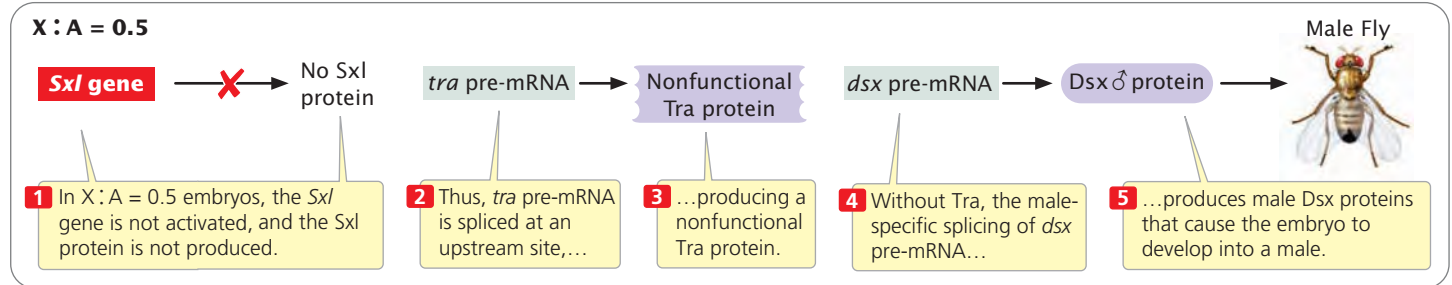 X : A = 0.5
Male Fly
Sxl gene
No Sxl
protein
tra pre-mRNA
Nonfunctional
Tra protein
dsx pre-mRNA
Dsx♂ protein
1 In X : A = 0.5 embryos, the Sxl
gene is not activated, and the Sxl
protein is not produced.
2 Thus, tra pre-mRNA
is spliced at an
upstream site,…
3 …producing a
nonfunctional
Tra protein.
4 Without Tra, the male-
specific splicing of dsx
pre-mRNA…
5 …produces male Dsx proteins
that cause the embryo to
develop into a male.